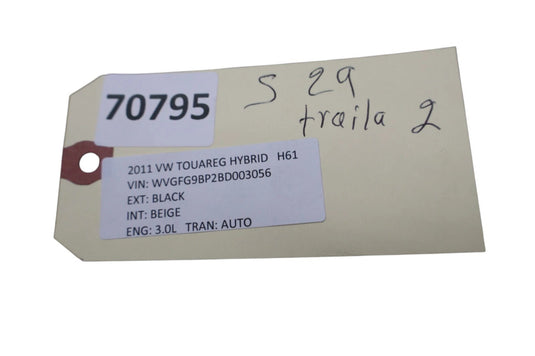 70795
S 29
traila 2
2011 VW TOUAREG HYBRID H61
VIN: WVGFG9BP2BD003056
EXT: BLACK
INT: BEIGE
ENG: 3.0L TRAN: AUTO